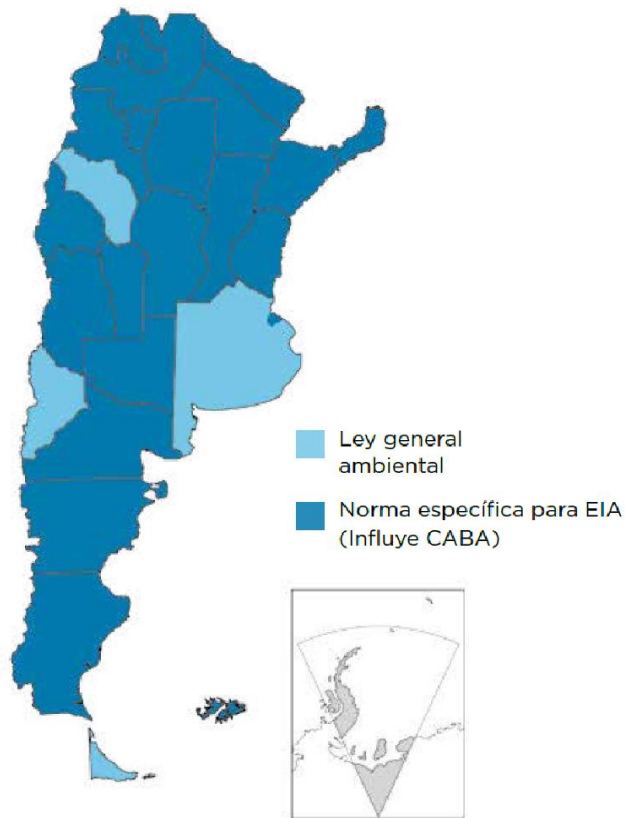 Ley general
ambiental
Norma específica para EIA
(Influye CABA)